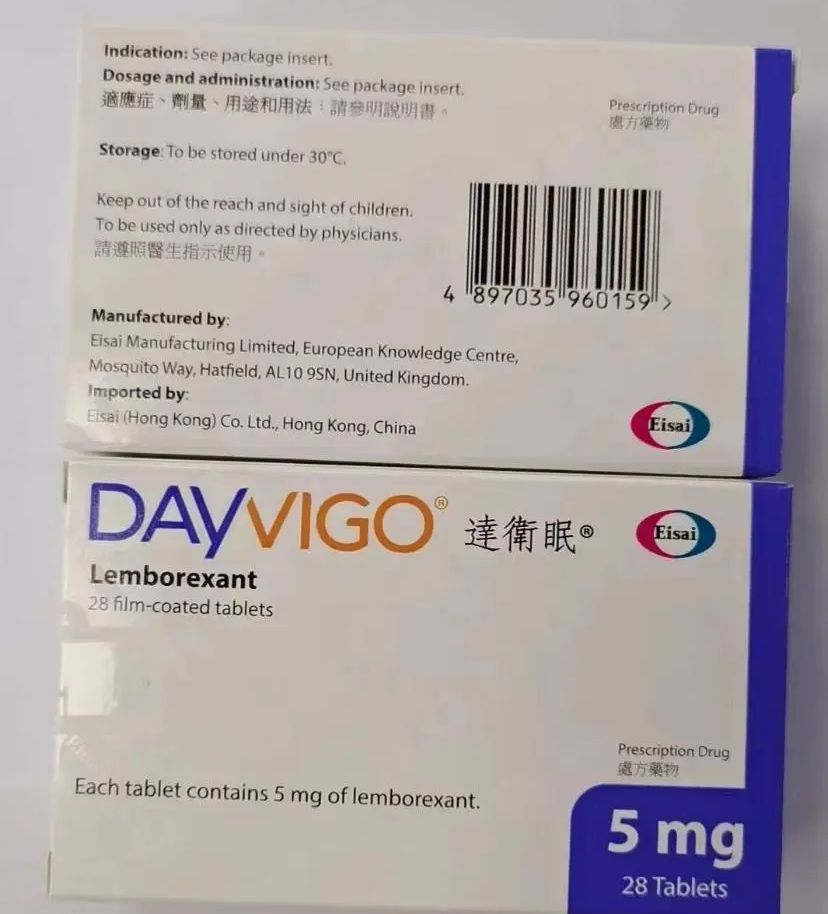 Indication: See package insert.
Dosage and administration: See package insert.
適應症、劑量、用途和用法：請參明說明書。
Prescription Drug
處方藥物
Storage: To be stored under 30°C.
Keep out of the reach and sight of children.
To be used only as directed by physicians.
請遵照醫生指示使用。
4 897035 960159 >
Manufactured by:
Eisai Manufacturing Limited, European Knowledge Centre,
Mosquito Way, Hatfield, AL10 9SN, United Kingdom.
Imported by:
Eisai (Hong Kong) Co. Ltd., Hong Kong, China
Eisai
DAYVIGO® 達衛眠®
Eisai
Lemborexant
28 film-coated tablets
Each tablet contains 5 mg of lemborexant.
Prescription Drug
處方藥物
5 mg
28 Tablets